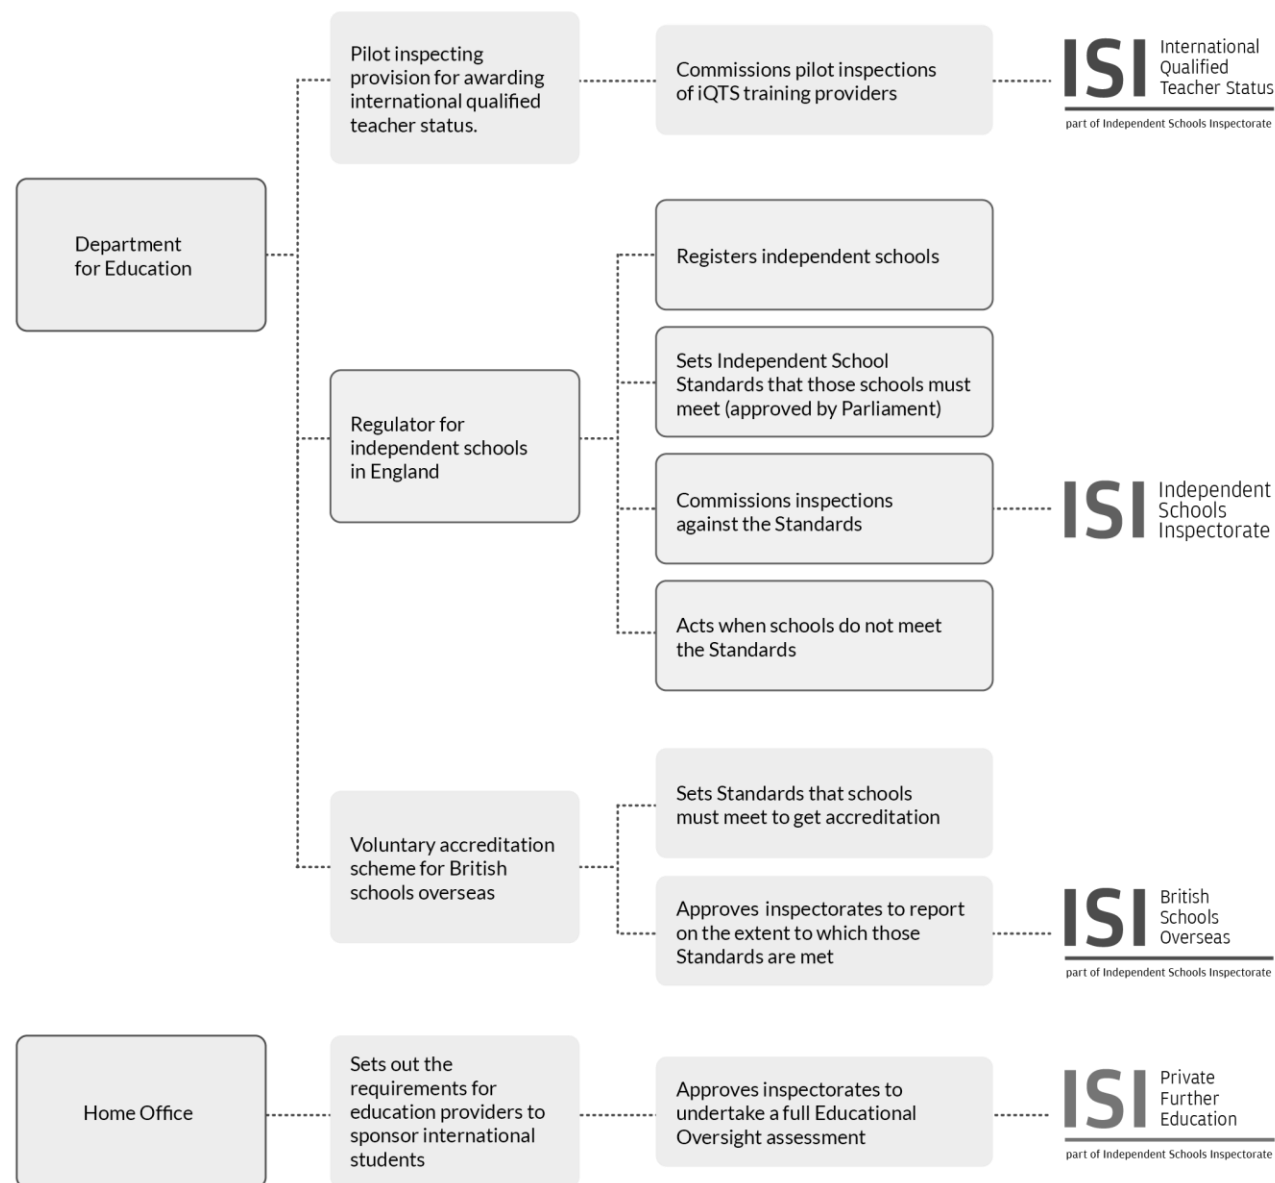 Pilot inspecting
provision for awarding
international qualified
teacher status.
Commissions pilot inspections
of iQTS training providers
ISI
International
Qualified
Teacher Status
part of Independent Schools Inspectorate
Department
for Education
Registers independent schools
Sets Independent School
Standards that those schools must
meet (approved by Parliament)
Regulator for
independent schools
in England
Commissions inspections
against the Standards
ISI
Independent
Schools
Inspectorate
Acts when schools do not meet
the Standards
Sets Standards that schools
must meet to get accreditation
Voluntary accreditation
scheme for British
schools overseas
Approves inspectorates to report
on the extent to which those
Standards are met
ISI
British
Schools
Overseas
part of Independent Schools Inspectorate
Home Office
Sets out the
requirements for
education providers to
sponsor international
students
Approves inspectorates to
undertake a full Educational
Oversight assessment
ISI
Private
Further
Education
part of Independent Schools Inspectorate